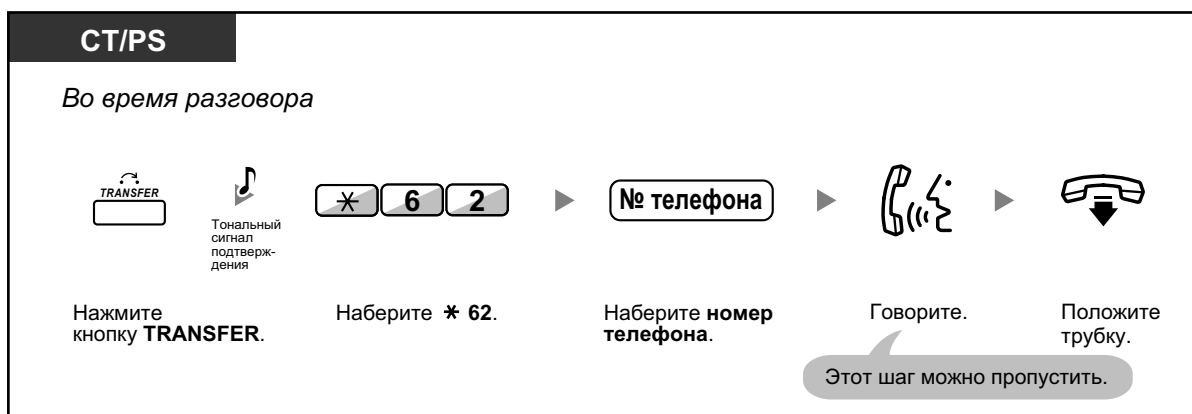 CT/PS
Во время разговора
TRANSFER
Тональный
сигнал
подтверж-
дения
* 6 2
№ телефона
Нажмите
кнопку TRANSFER.
Наберите * 62.
Наберите номер
телефона.
Говорите.
Положите
трубку.
Этот шаг можно пропустить.